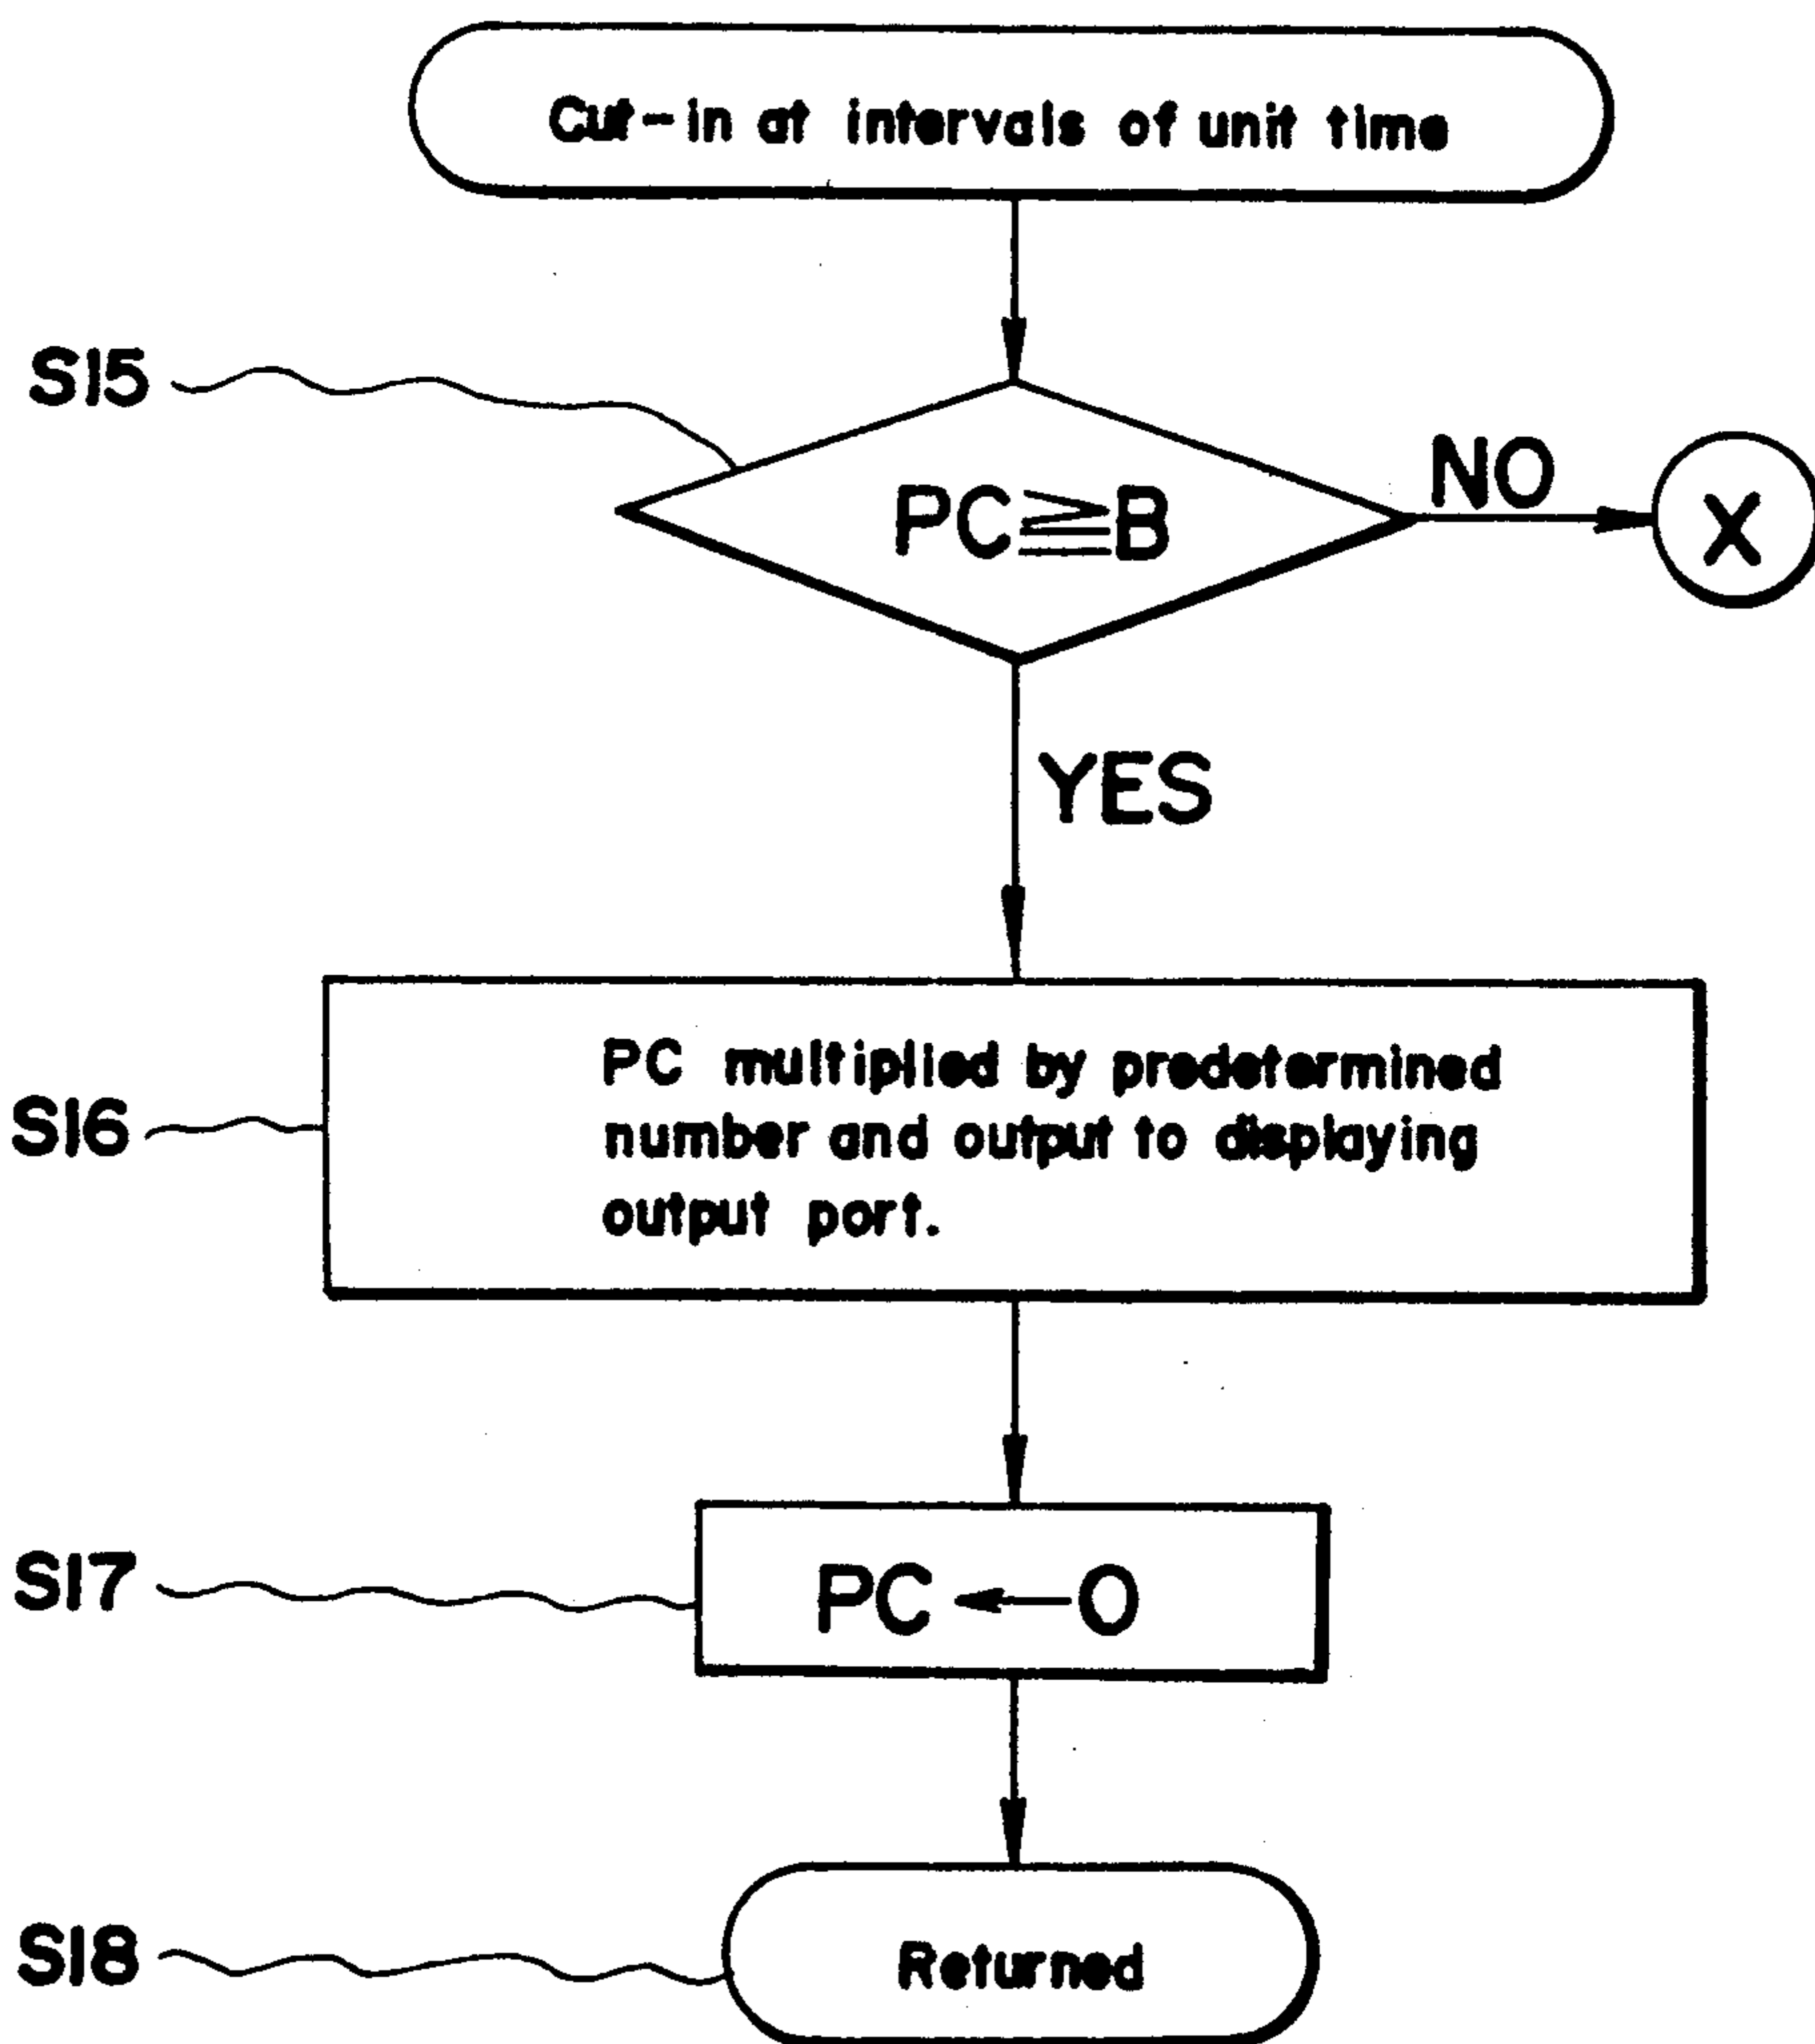 Cut-in at intervals of unit time
S15
PC≧B
NO
X
YES
S16
PC multiplied by predetermined
number and output to displaying
output port.
S17
PC←0
S18
Returned